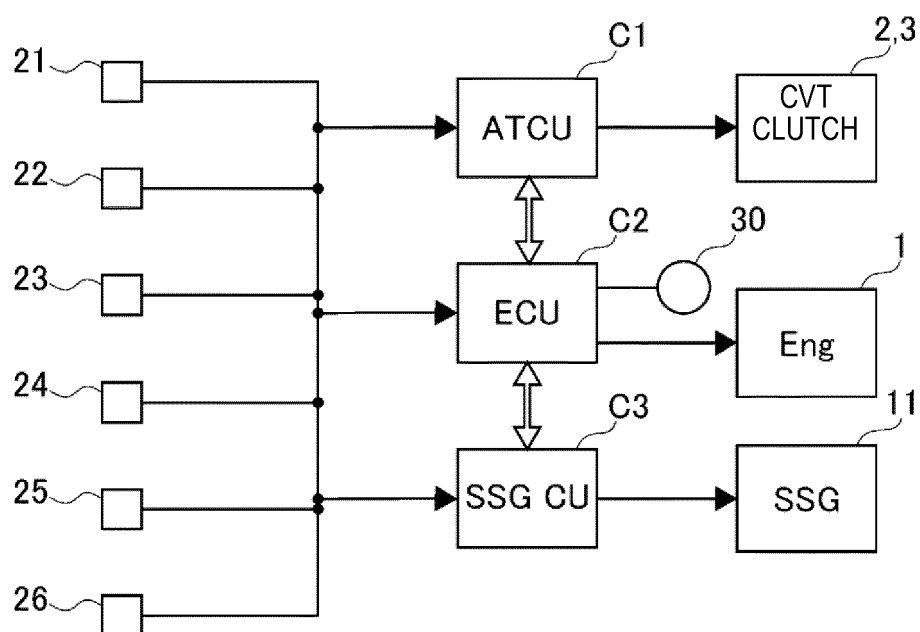 21
22
23
24
25
26
C1
ATCU
2,3
CVT
CLUTCH
C2
ECU
30
1
Eng
C3
SSG CU
11
SSG